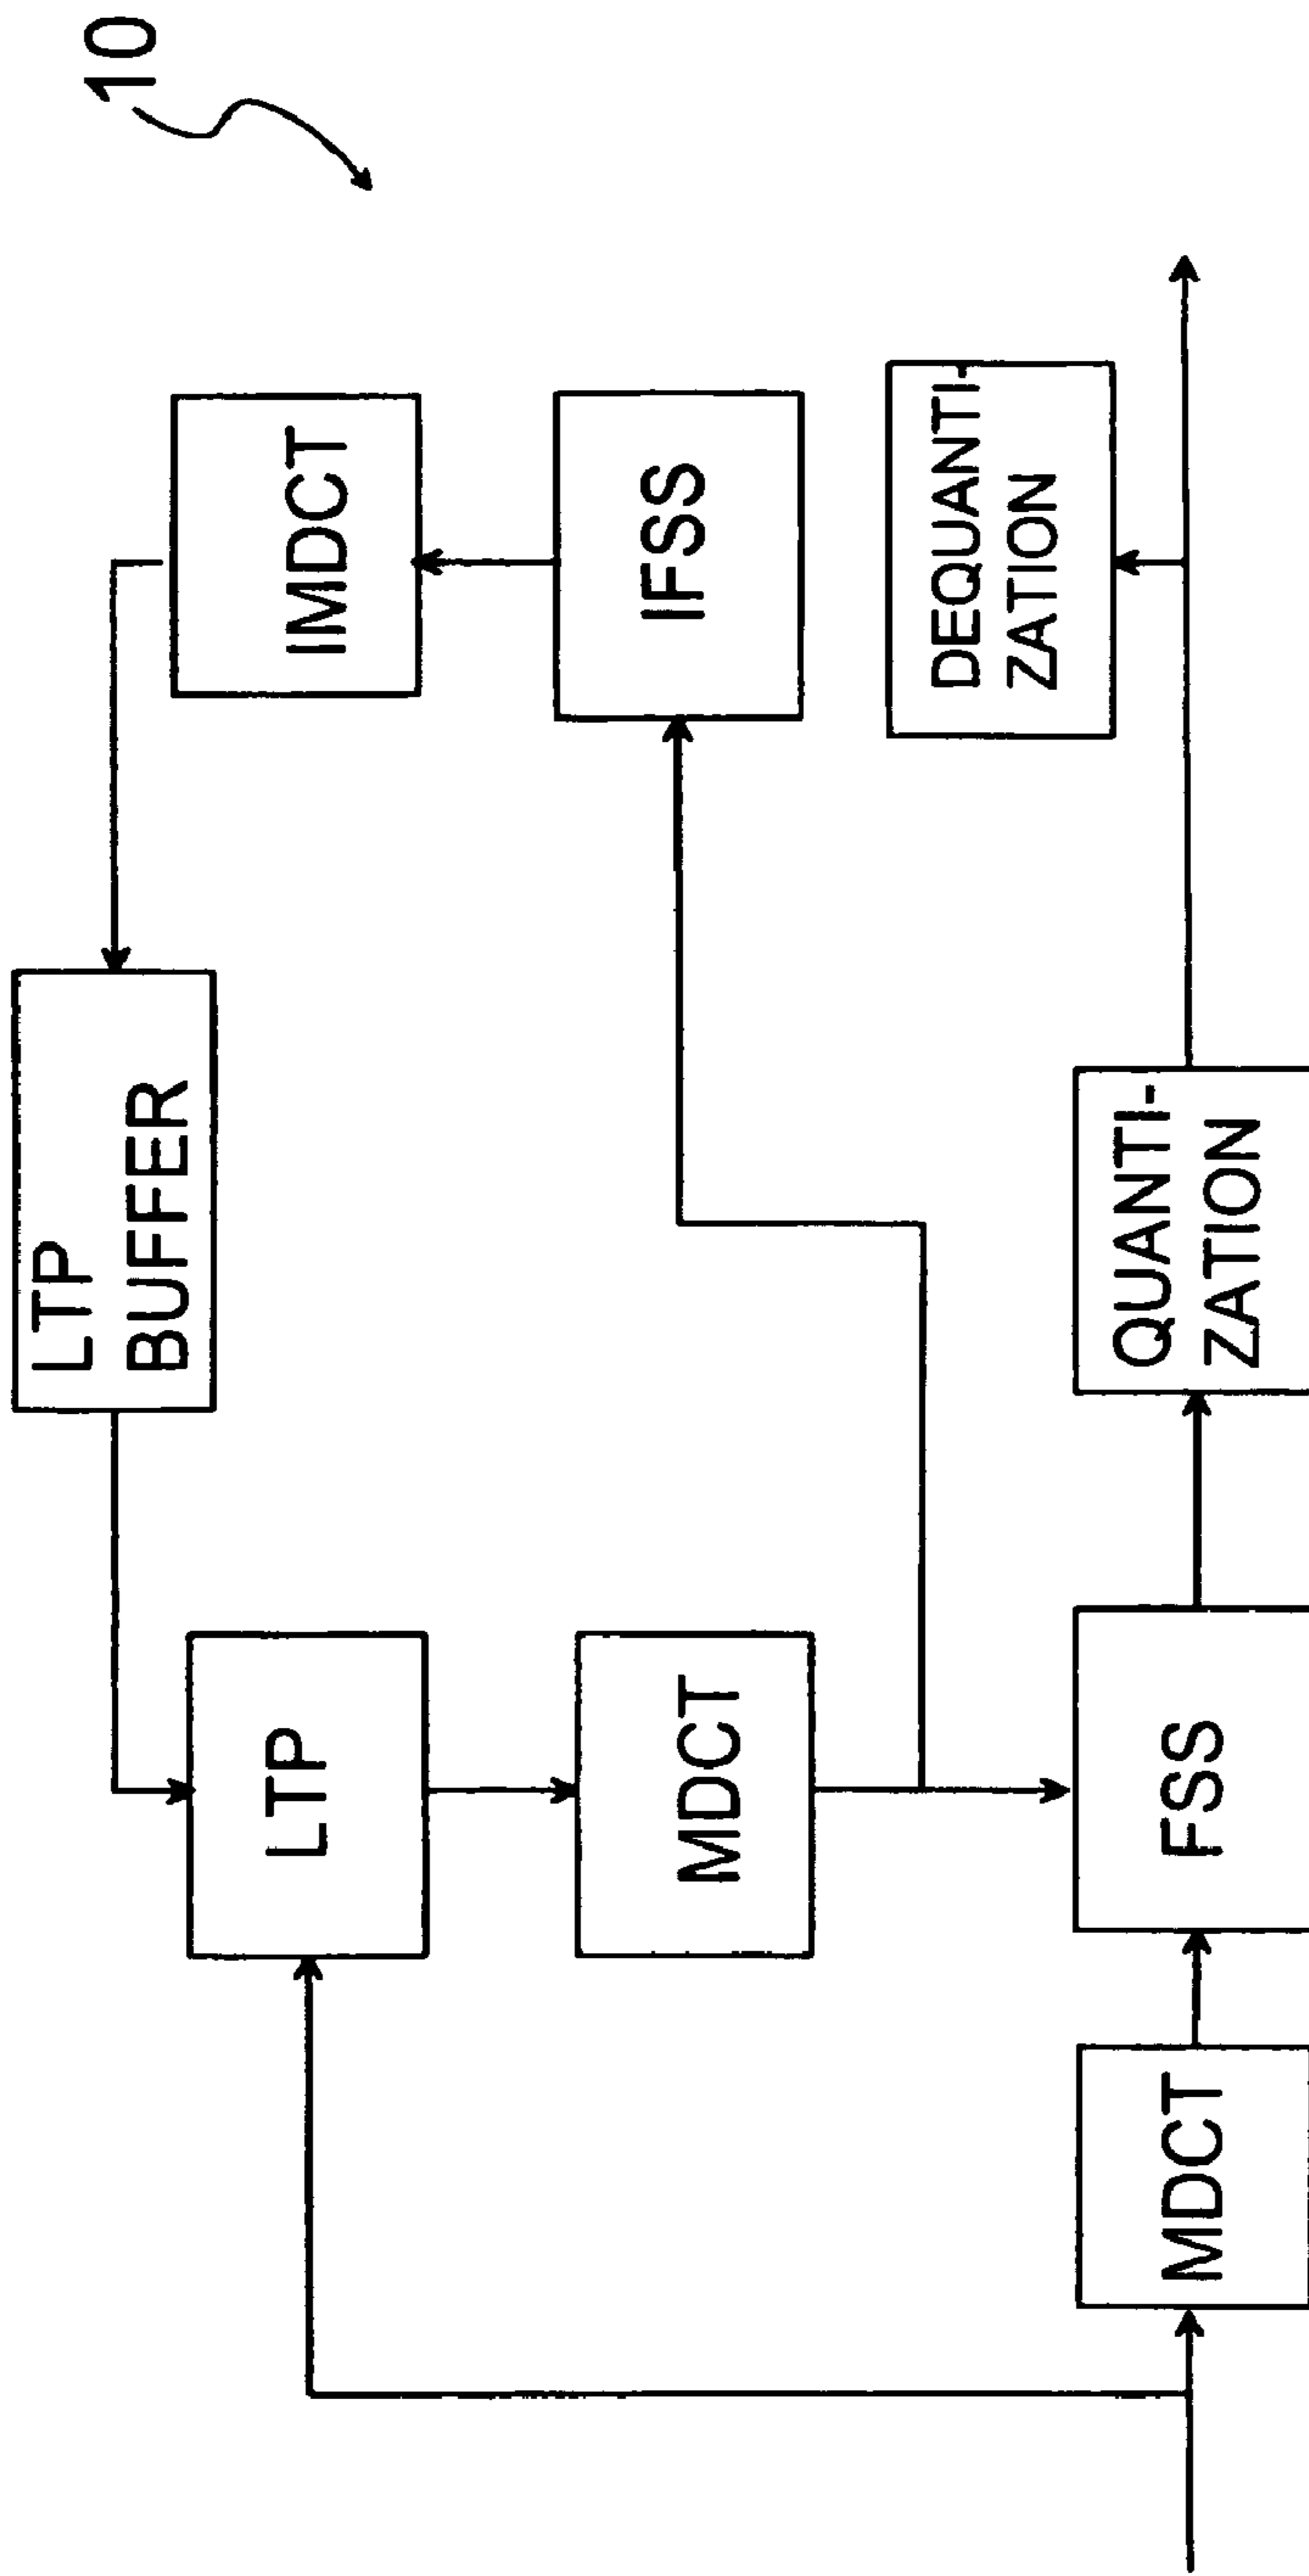 10
LTP
BUFFER
IMDCT
LTP
IFSS
MDCT
DEQUANTI-
ZATION
MDCT
FSS
QUANTI-
ZATION